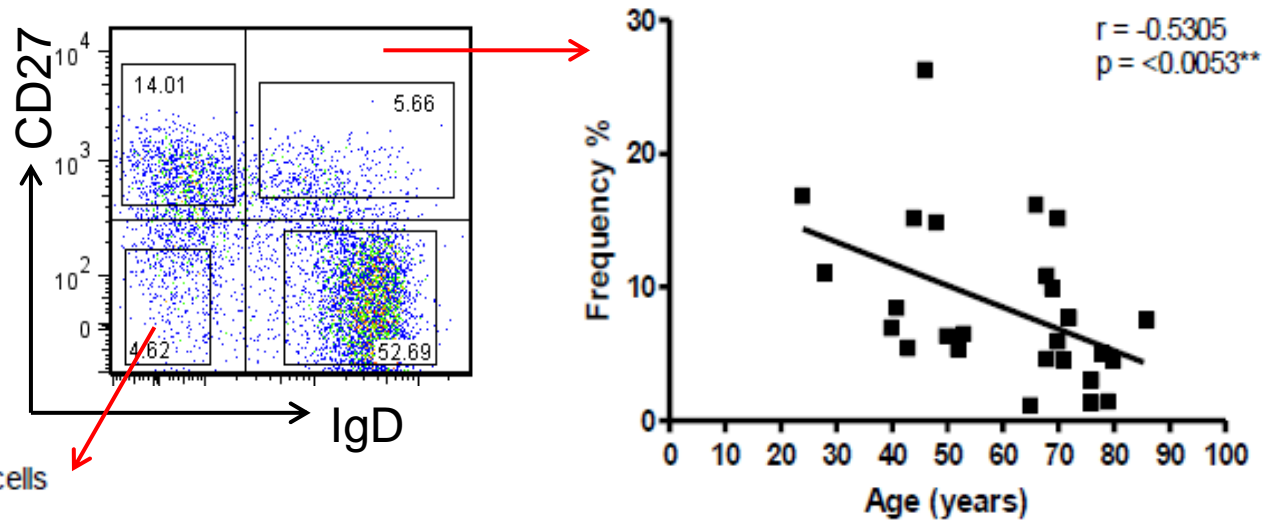 CD27
10^4
10^3
10^2
0
14.01
5.66
4.62
52.69
IgD
cells
r = -0.5305
p = <0.0053**
Frequency %
30
20
10
0
0 10 20 30 40 50 60 70 80 90 100
Age (years)